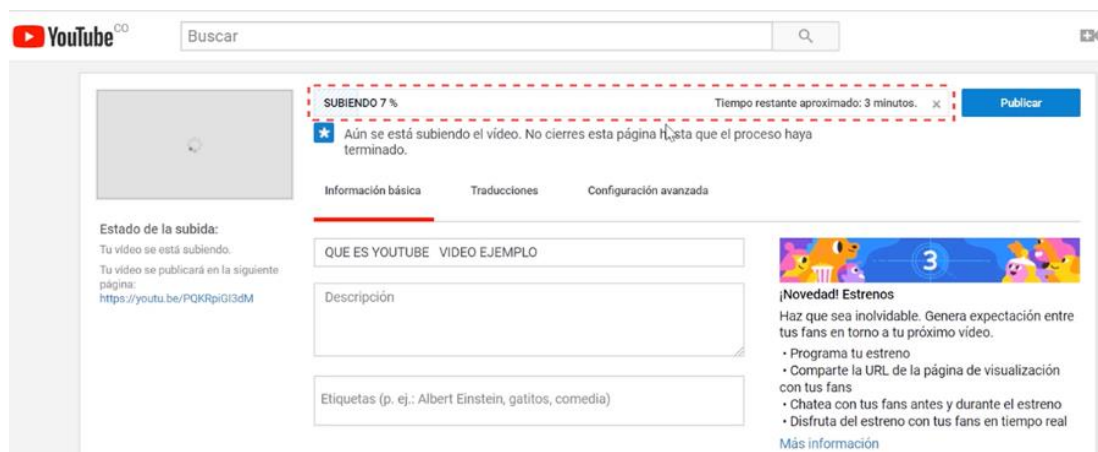 YouTube CO
Buscar
SUBIENDO 7 %
Tiempo restante aproximado: 3 minutos.
Publicar
Aún se está subiendo el vídeo. No cierres esta página hasta que el proceso haya
terminado.
Información básica
Traducciones
Configuración avanzada
Estado de la subida:
Tu vídeo se está subiendo.
Tu vídeo se publicará en la siguiente
página:
https://youtu.be/PQKRpiGI3dM
QUE ES YOUTUBE VIDEO EJEMPLO
Descripción
Etiquetas (p. ej.: Albert Einstein, gatitos, comedia)
3
¡Novedad! Estrenos
Haz que sea inolvidable. Genera expectación entre
tus fans en torno a tu próximo vídeo.
• Programa tu estreno
• Comparte la URL de la página de visualización
con tus fans
• Chatea con tus fans antes y durante el estreno
• Disfruta del estreno con tus fans en tiempo real
Más información